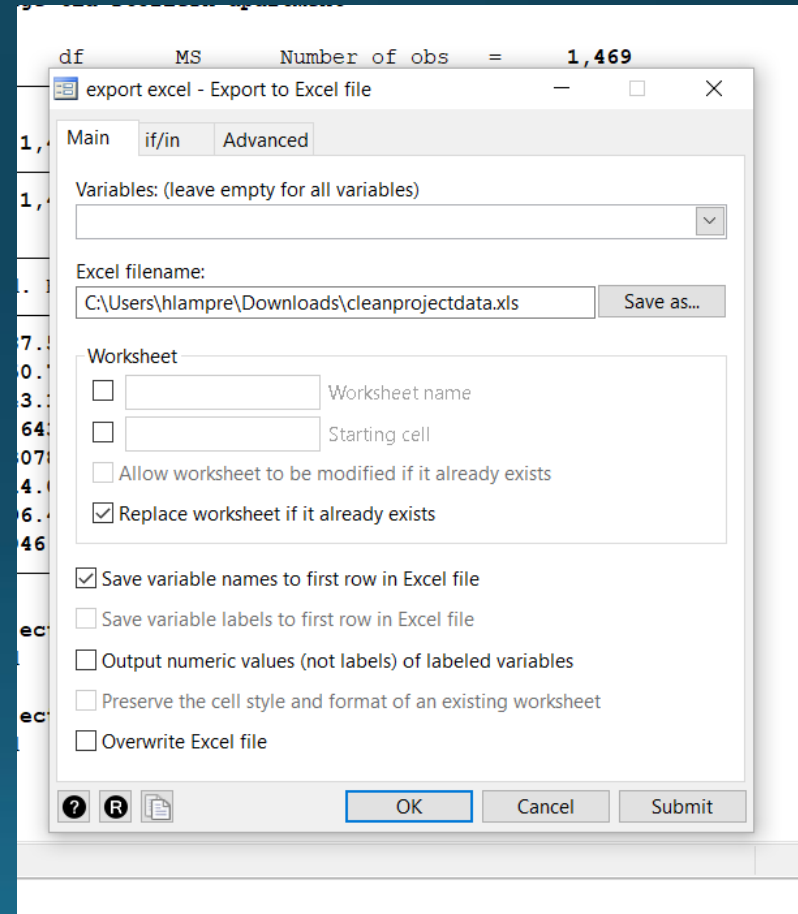 df MS Number of obs = 1,469
export excel - Export to Excel file
Main if/in Advanced
1,
Variables: (leave empty for all variables)
1,
Excel filename:
C:\Users\hlampre\Downloads\cleanprojectdata.xls Save as...
Worksheet
Worksheet name
Starting cell
Allow worksheet to be modified if it already exists
Replace worksheet if it already exists
Save variable names to first row in Excel file
Save variable labels to first row in Excel file
Output numeric values (not labels) of labeled variables
Preserve the cell style and format of an existing worksheet
Overwrite Excel file
OK Cancel Submit